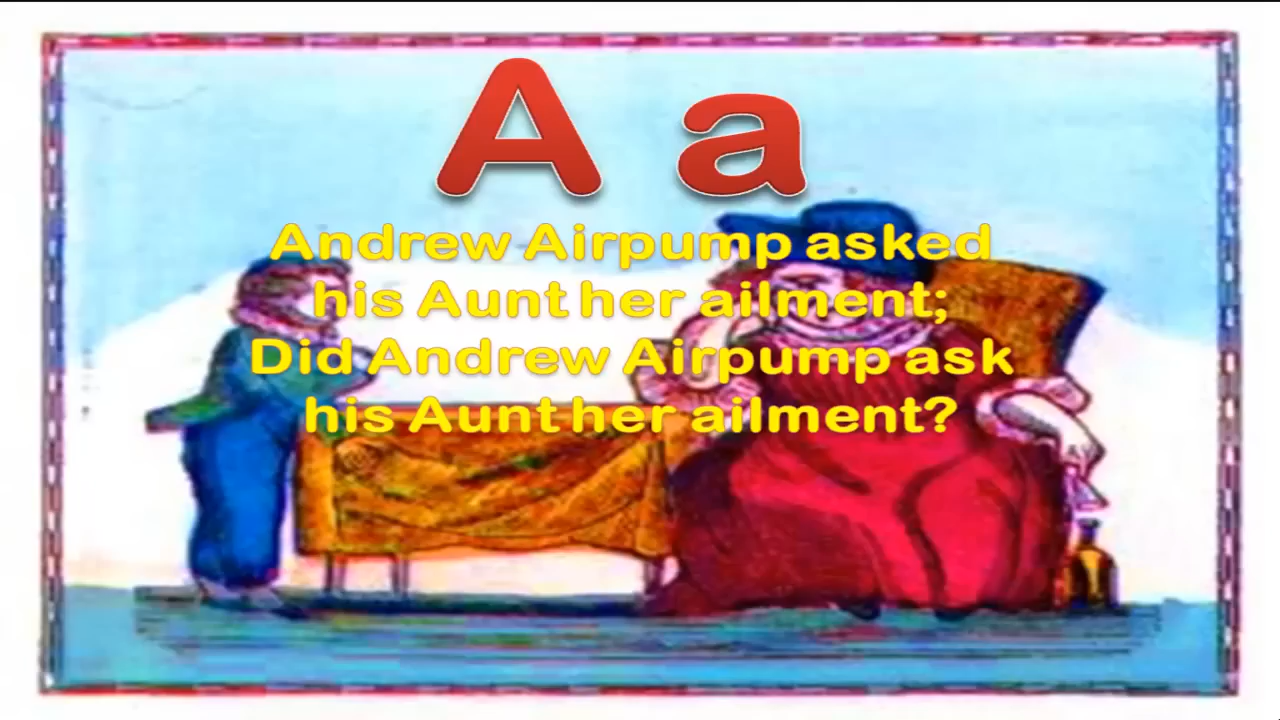 A a
Andrew Airpump asked
his Aunt her ailment;
Did Andrew Airpump ask
his Aunt her ailment?